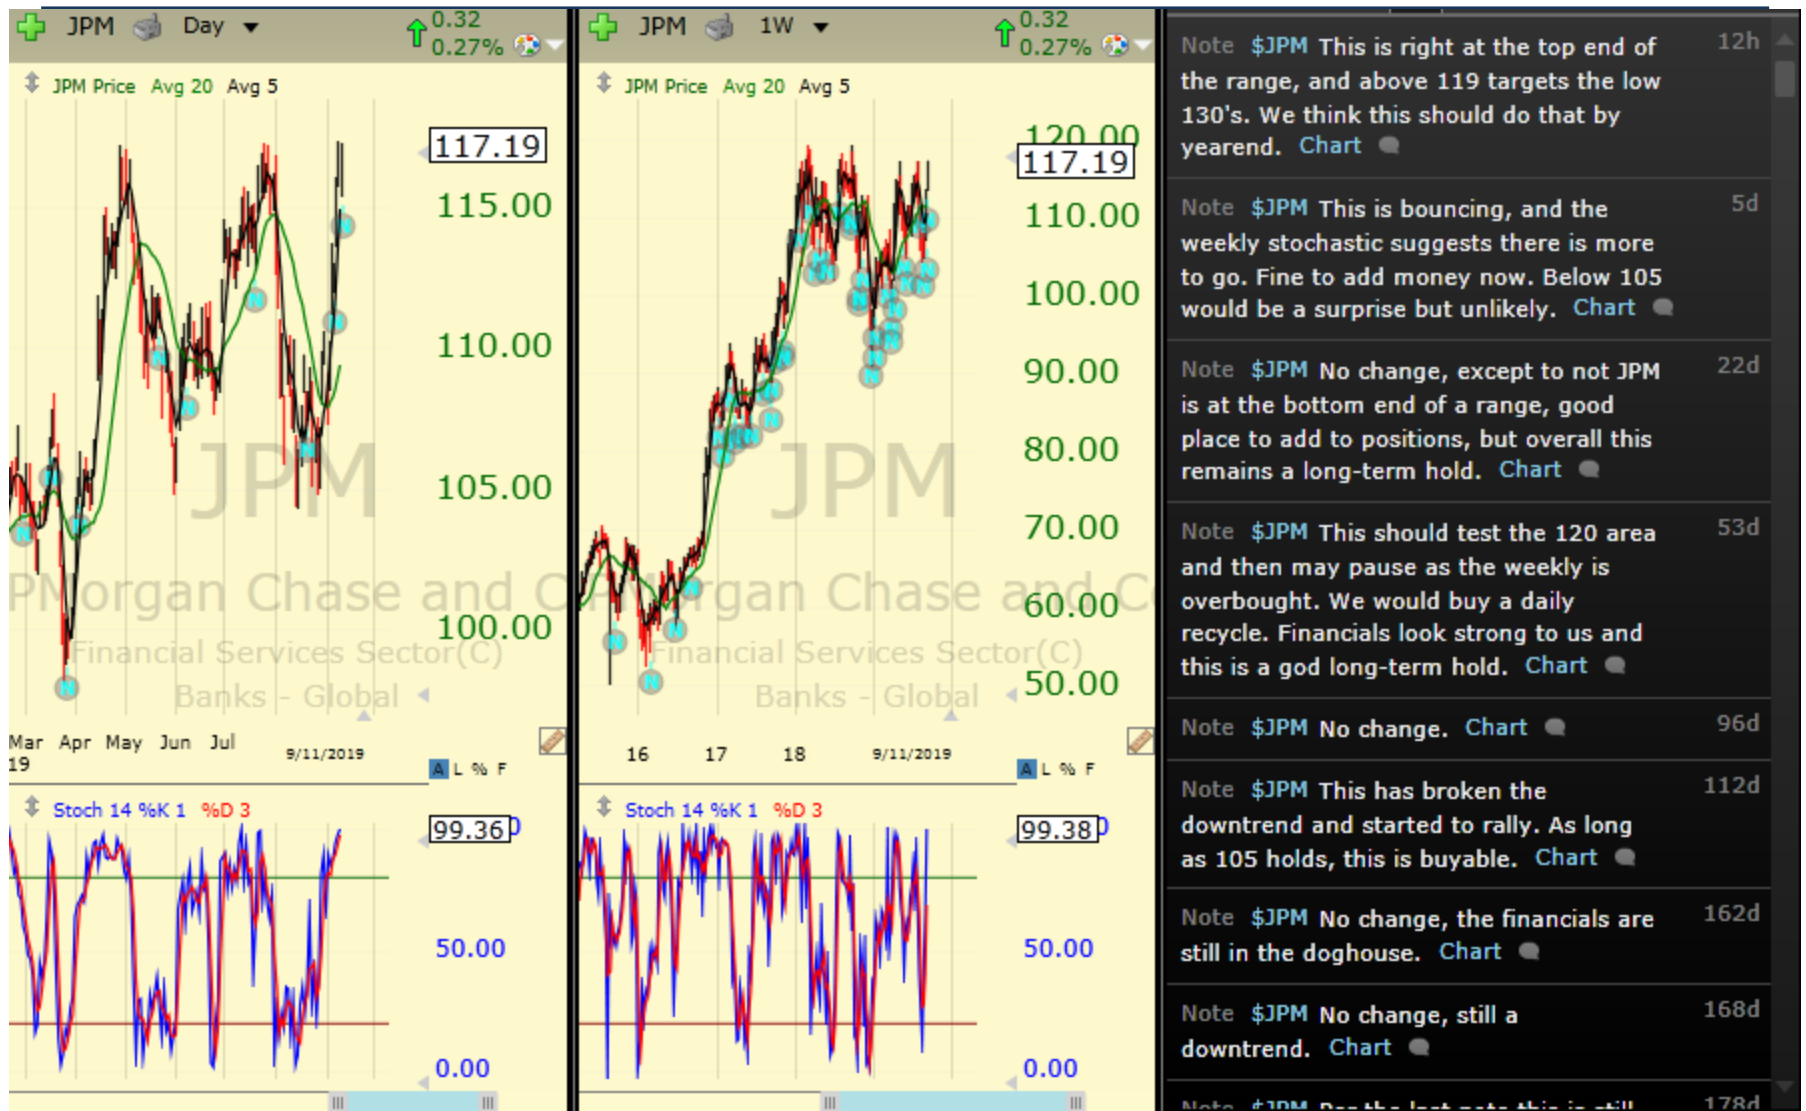 JPM Day 0.32
0.27%
JPM Price Avg 20 Avg 5
117.19
115.00
110.00
105.00
100.00
JPM
PMorgan Chase and C
Financial Services Sector(C)
Banks - Global
Mar Apr May Jun Jul 9/11/2019
19
A L % F
Stoch 14 %K 1 %D 3
99.36
50.00
0.00
JPM 1W 0.32
0.27%
JPM Price Avg 20 Avg 5
120.00
117.19
110.00
100.00
90.00
80.00
70.00
60.00
50.00
JPM
Morgan Chase and C
Financial Services Sector(C)
Banks - Global
16 17 18 9/11/2019
A L % F
Stoch 14 %K 1 %D 3
99.38
50.00
0.00
Note $JPM This is right at the top end of 12h
the range, and above 119 targets the low
130's. We think this should do that by
yearend. Chart
Note $JPM This is bouncing, and the 5d
weekly stochastic suggests there is more
to go. Fine to add money now. Below 105
would be a surprise but unlikely. Chart
Note $JPM No change, except to not JPM 22d
is at the bottom end of a range, good
place to add to positions, but overall this
remains a long-term hold. Chart
Note $JPM This should test the 120 area 53d
and then may pause as the weekly is
overbought. We would buy a daily
recycle. Financials look strong to us and
this is a god long-term hold. Chart
Note $JPM No change. Chart 96d
Note $JPM This has broken the 112d
downtrend and started to rally. As long
as 105 holds, this is buyable. Chart
Note $JPM No change, the financials are 162d
still in the doghouse. Chart
Note $JPM No change, still a 168d
downtrend. Chart
Note $JPM Per the last note this is still 178d